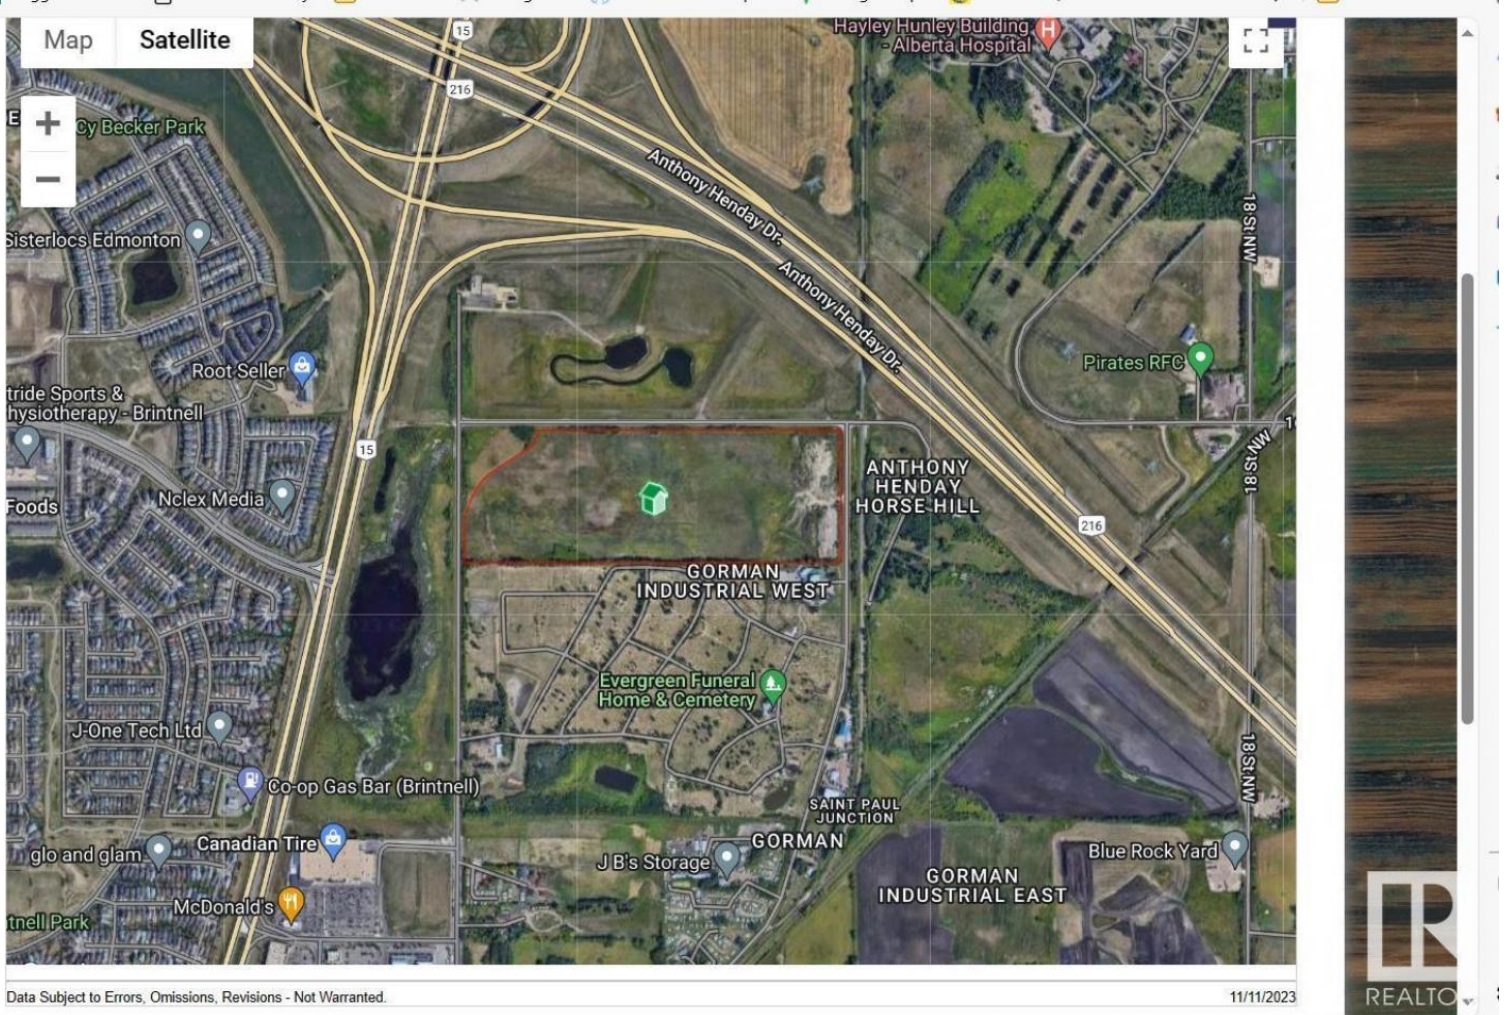 Map
Satellite
15
Hayley Hunley Building
- Alberta Hospital
216
Cy Becker Park
Anthony Henday Dr.
18 St NW
Sisterlocs Edmonton
Anthony Henday Dr.
Root Seller
Pirates RFC
tride Sports &
hysiotherapy - Brintnell
15
18 St NW
ANTHONY
HENDAY
HORSE HILL
Nclex Media
Foods
216
GORMAN
INDUSTRIAL WEST
Evergreen Funeral
Home & Cemetery
J-One Tech Ltd
18 St NW
Co-op Gas Bar (Brintnell)
SAINT PAUL
JUNCTION
GORMAN
Canadian Tire
glo and glam
J B's Storage
Blue Rock Yard
GORMAN
INDUSTRIAL EAST
McDonald's
tnell Park
Data Subject to Errors, Omissions, Revisions - Not Warranted.
11/11/2023
R
REALTO